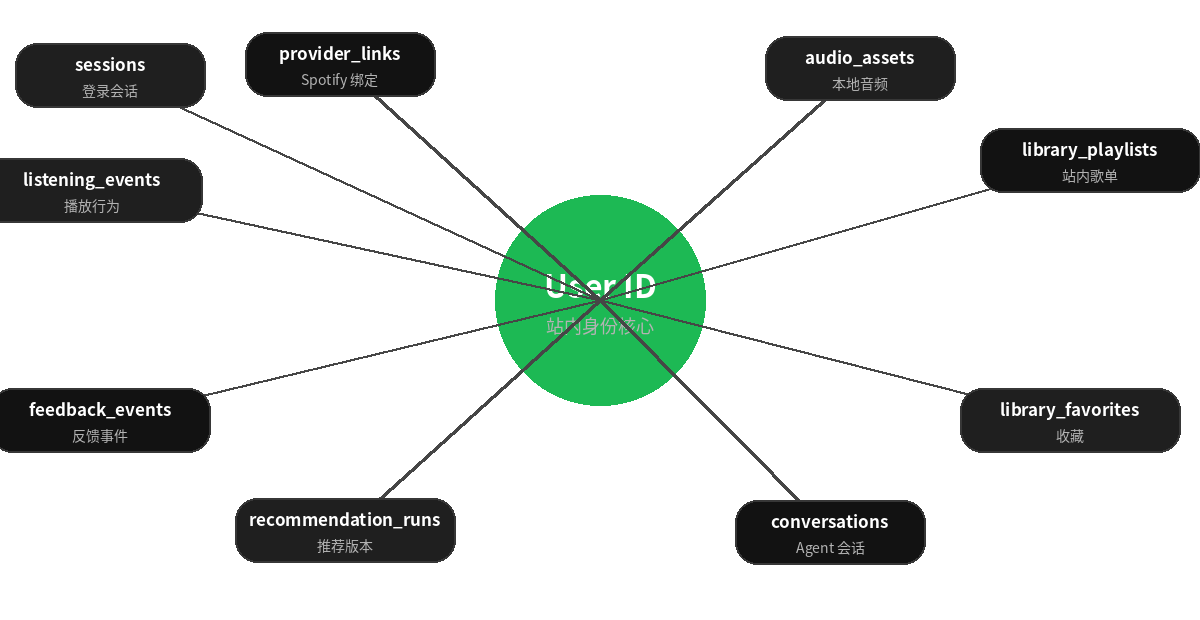 sessions
登录会话
provider_links
Spotify 绑定
audio_assets
本地音频
library_playlists
站内歌单
listening_events
播放行为
User ID
站内身份核心
feedback_events
反馈事件
library_favorites
收藏
recommendation_runs
推荐版本
conversations
Agent 会话